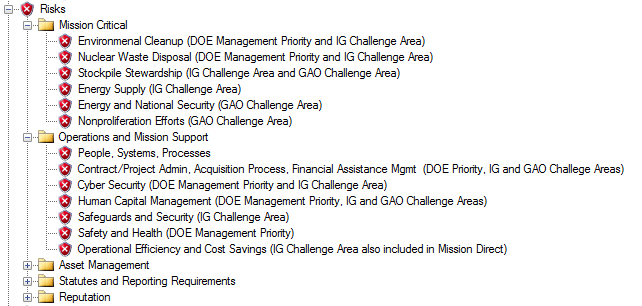 Risks
Mission Critical
Environmenal Cleanup (DOE Management Priority and IG Challenge Area)
Nuclear Waste Disposal (DOE Management Priority and IG Challenge Area)
Stockpile Stewardship (IG Challenge Area and GAO Challenge Area)
Energy Supply (IG Challenge Area)
Energy and National Security (GAO Challenge Area)
Nonproliferation Efforts (GAO Challenge Area)
Operations and Mission Support
People, Systems, Processes
Contract/Project Admin, Acquisition Process, Financial Assistance Mgmt  (DOE Priority, IG and GAO Challege Areas)
Cyber Security (DOE Management Priority and IG Challenge Area)
Human Capital Management (DOE Management Priority, IG and GAO Challenge Areas)
Safeguards and Security (IG Challenge Area)
Safety and Health (DOE Management Priority)
Operational Efficiency and Cost Savings (IG Challenge Area also included in Mission Direct)
Asset Management
Statutes and Reporting Requirements
Reputation